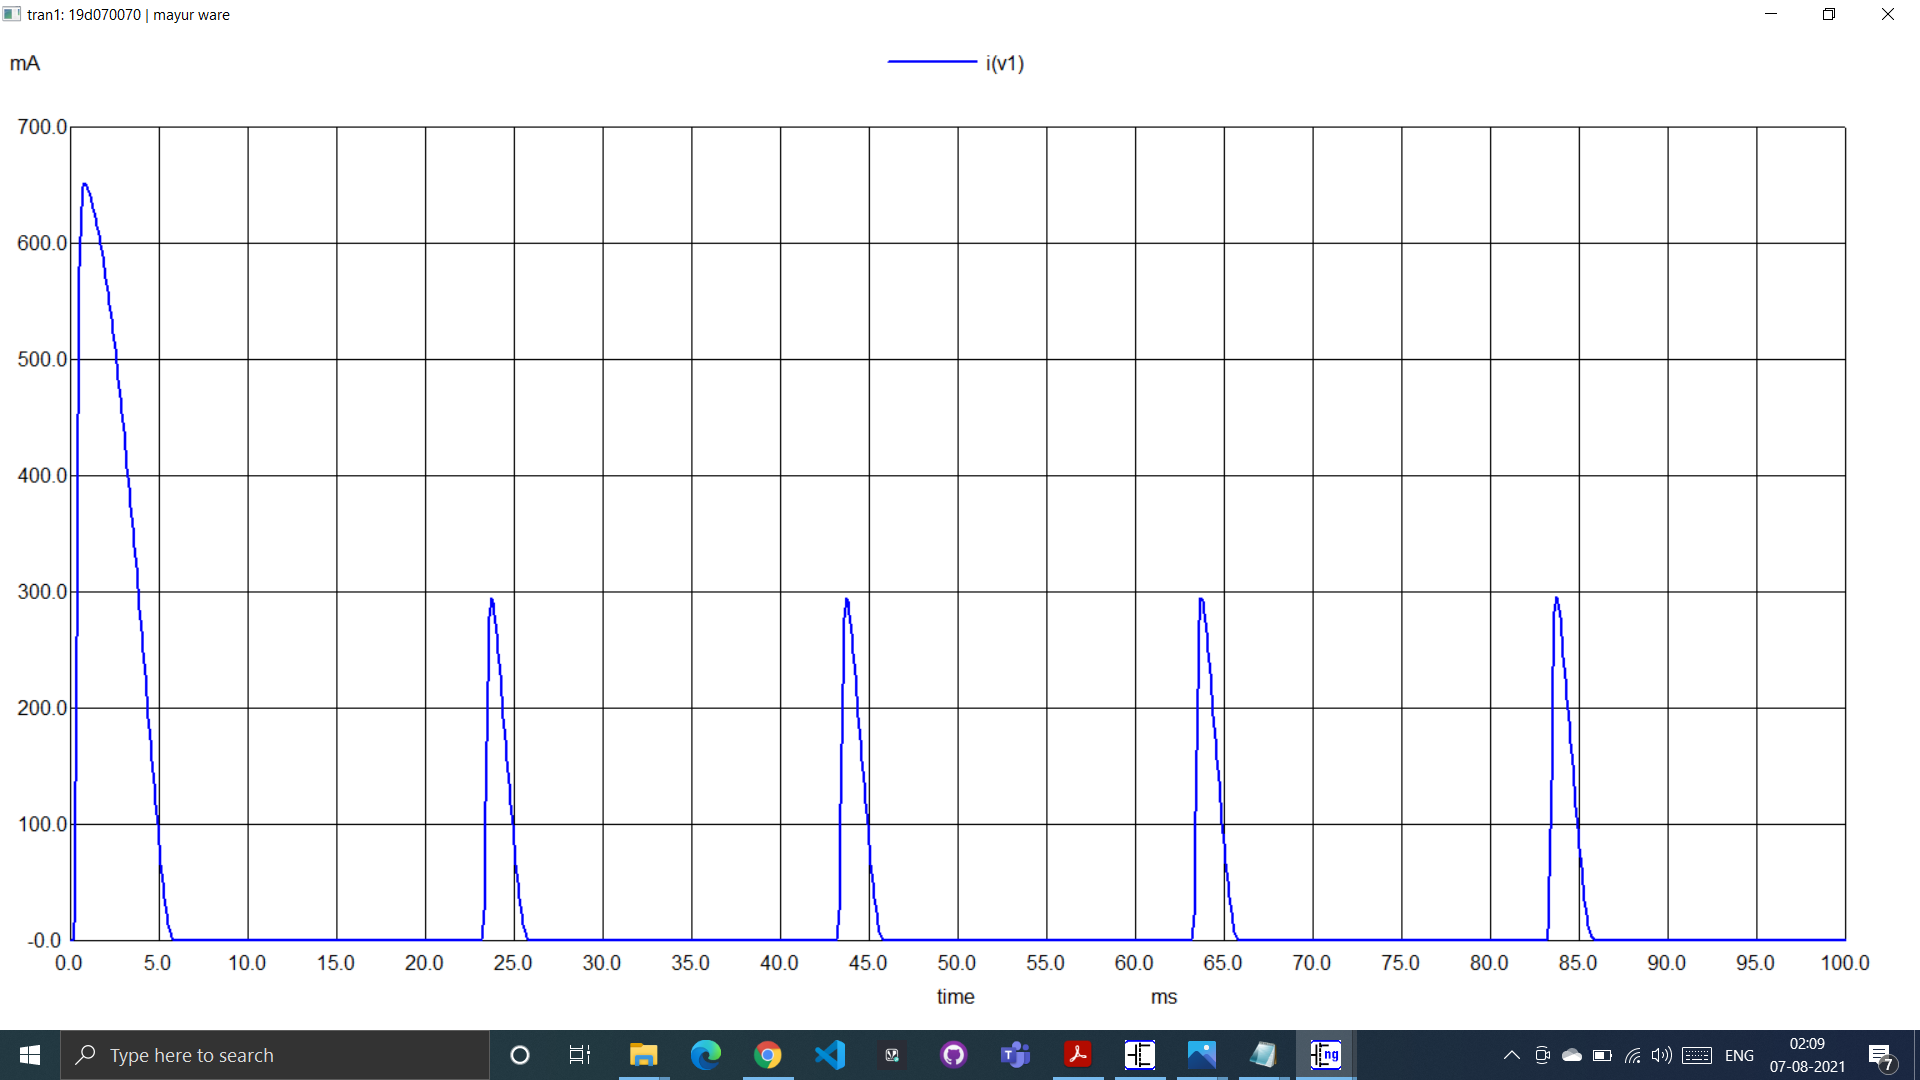 tran1: 19d070070 | mayur ware
mA
i(v1)
700.0
600.0
500.0
400.0
300.0
200.0
100.0
-0.0
0.0 5.0 10.0 15.0 20.0 25.0 30.0 35.0 40.0 45.0 50.0 55.0 60.0 65.0 70.0 75.0 80.0 85.0 90.0 95.0 100.0
time ms
Type here to search
ng
ENG
02:09
07-08-2021
7